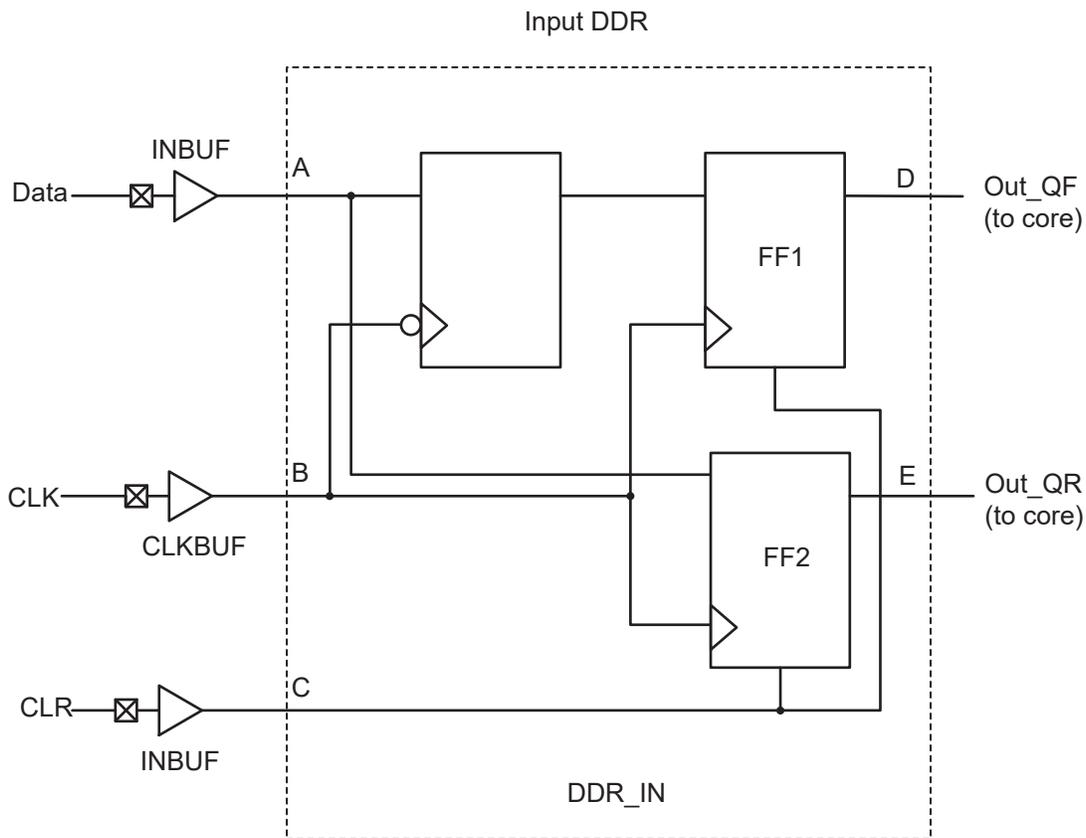 Input DDR
INBUF
A
Data
D
Out_QF
(to core)
FF1
B
E
CLK
Out_QR
(to core)
CLKBUF
FF2
C
CLR
INBUF
DDR_IN